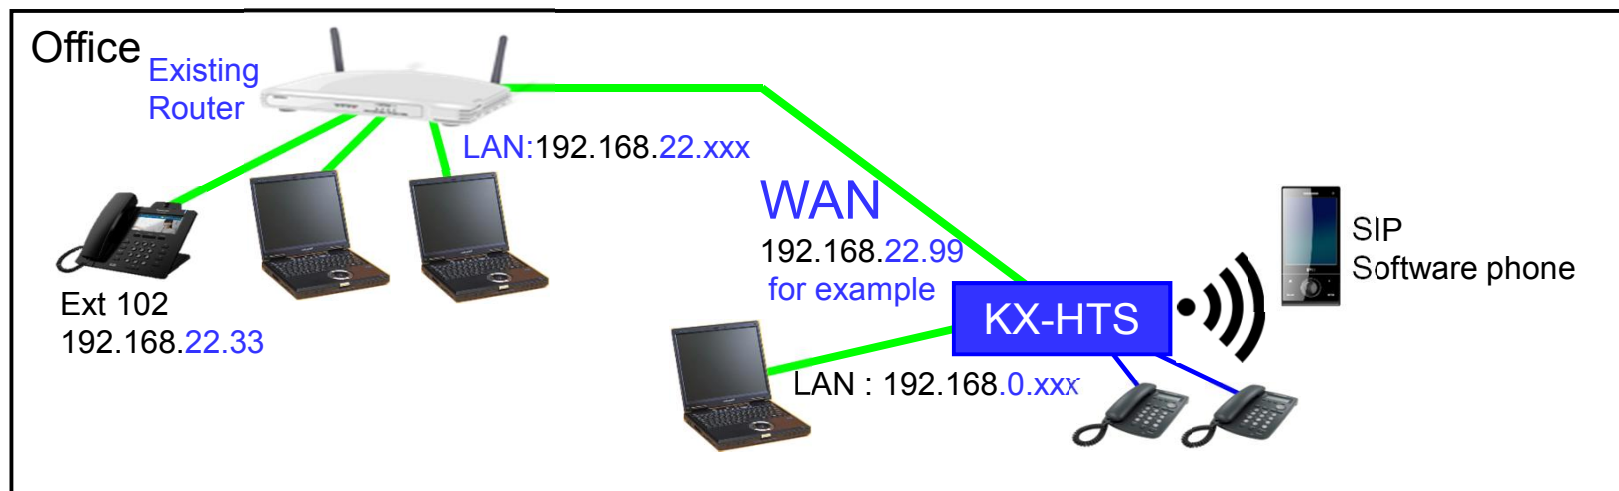 Office
Existing
Router
LAN:192.168.22.xxx
WAN
192.168.22.99
for example
Ext 102
192.168.22.33
KX-HTS
SIP
Software phone
LAN : 192.168.0.xxx